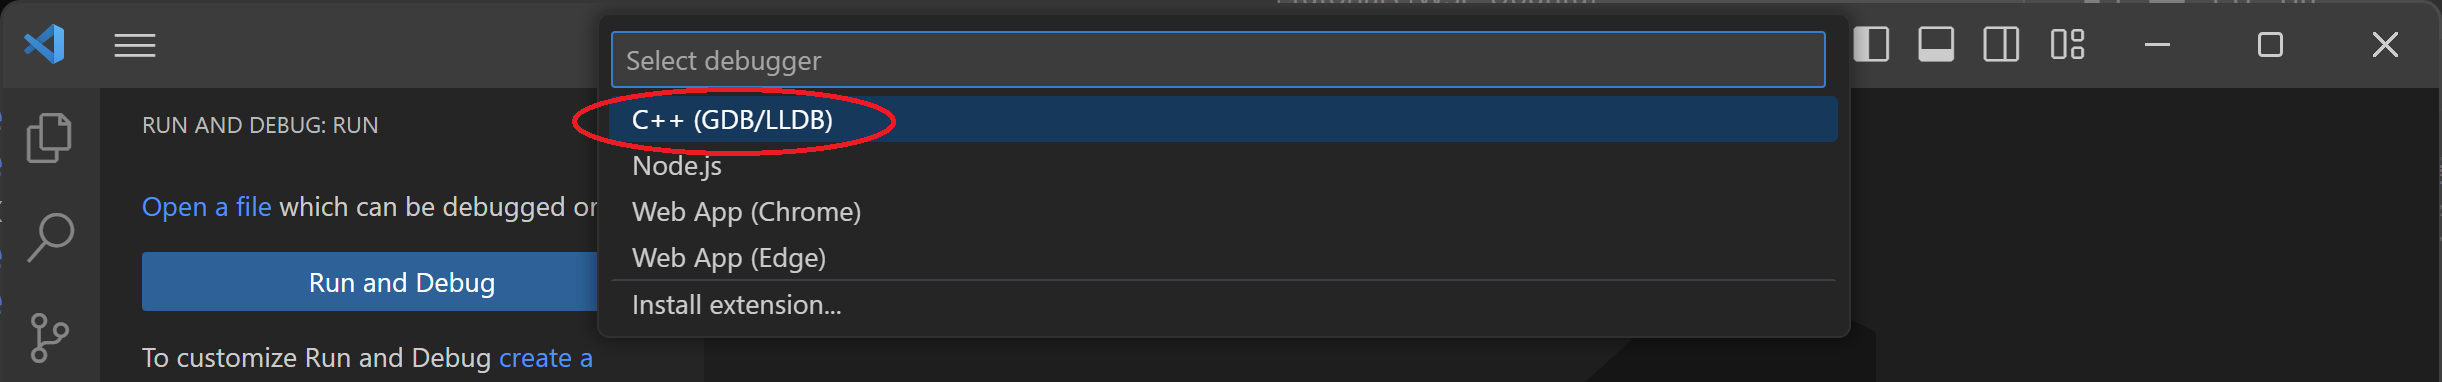 Select debugger
RUN AND DEBUG: RUN
C++ (GDB/LLDB)
Node.js
Open a file which can be debugged or
Web App (Chrome)
Web App (Edge)
Run and Debug
Install extension...
To customize Run and Debug create a